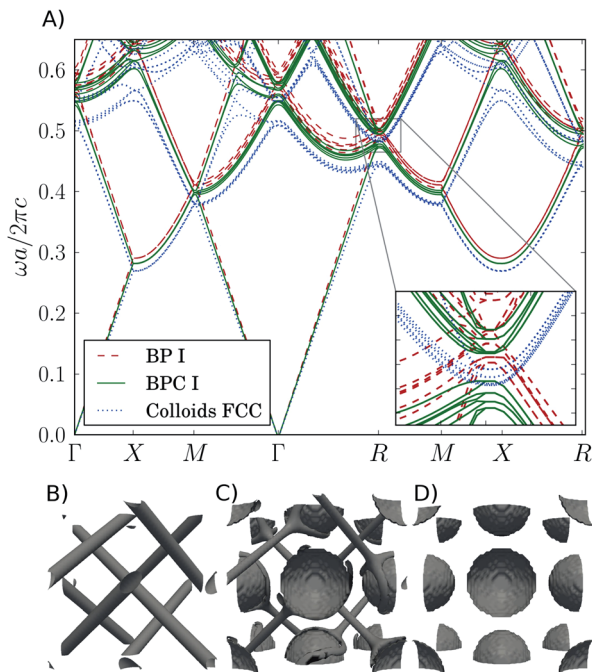 A)
ωa/2πc
0.6
0.5
0.4
0.3
0.2
0.1
0.0
BP I
BPC I
Colloids FCC
Γ X M Γ R M X R
B) C) D)